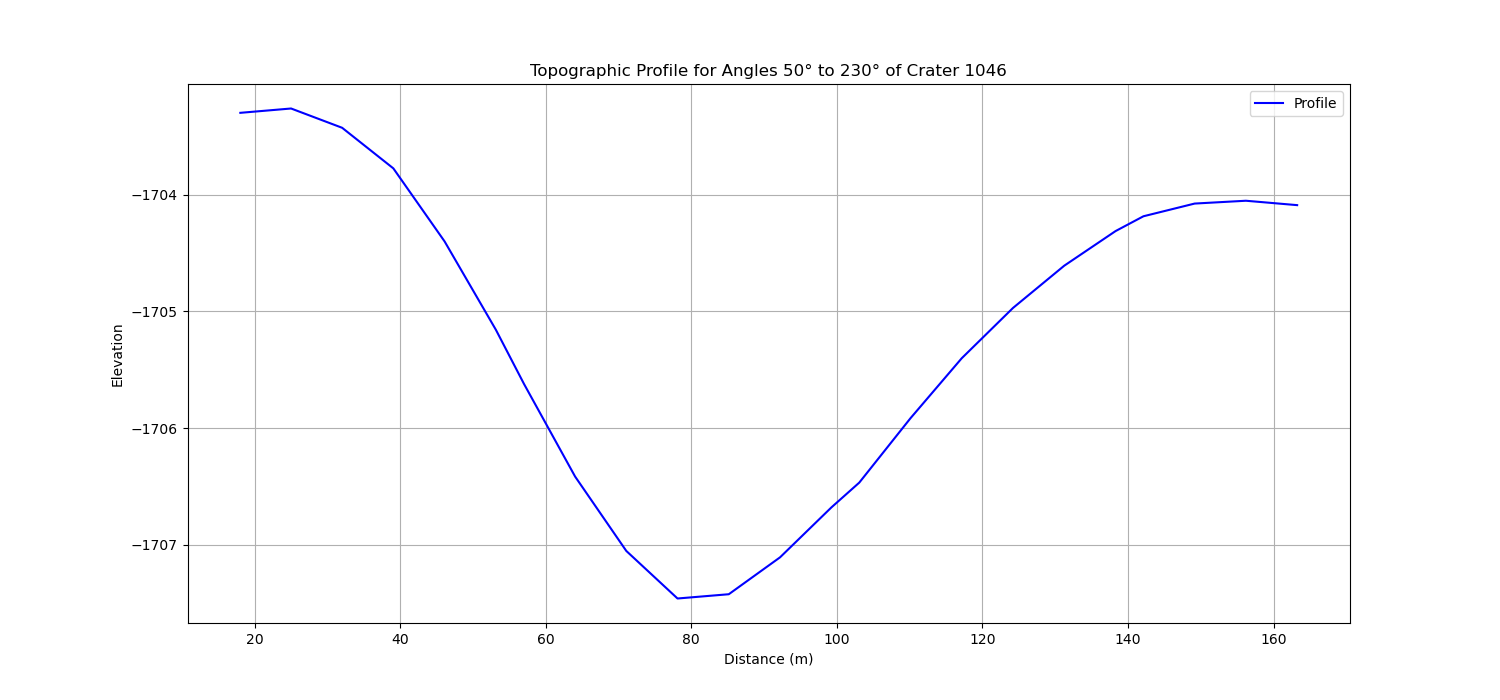 Topographic Profile for Angles 50° to 230° of Crater 1046
Profile
−1704
−1705
−1706
−1707
Elevation
20 40 60 80 100 120 140 160
Distance (m)